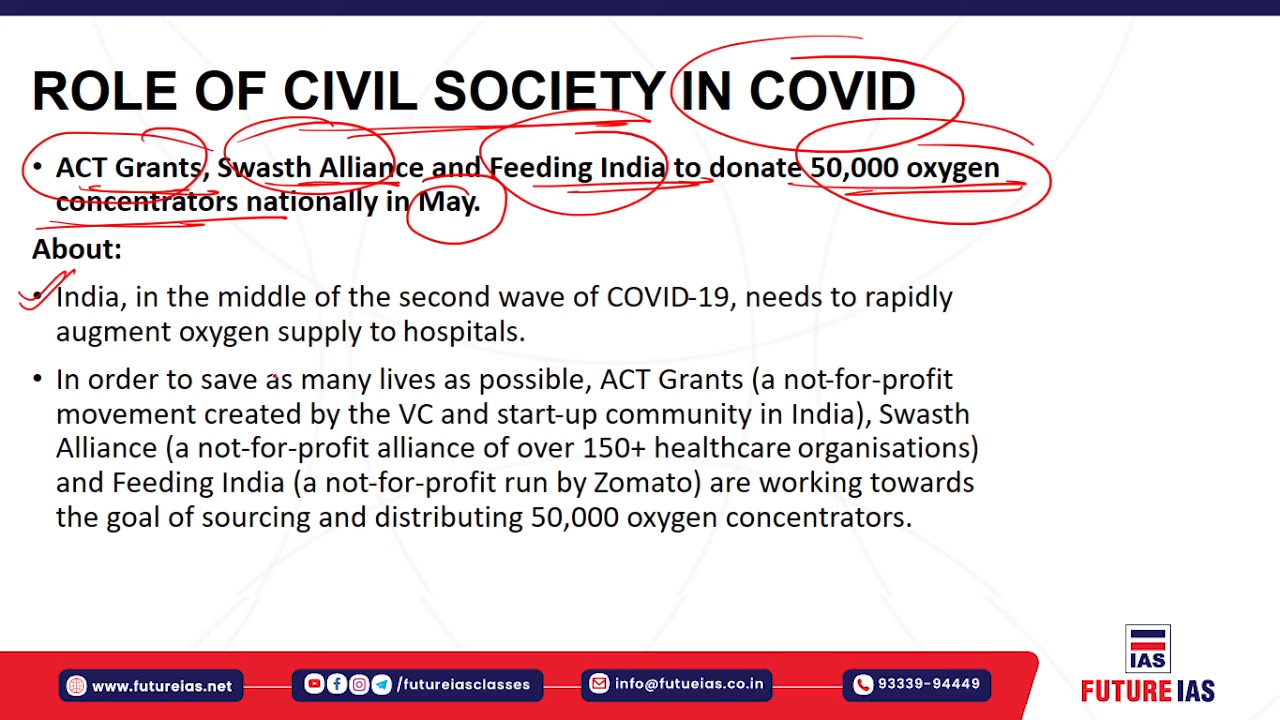 ROLE OF CIVIL SOCIETY IN COVID
• ACT Grants, Swasth Alliance and Feeding India to donate 50,000 oxygen
concentrators nationally in May.
About:
• India, in the middle of the second wave of COVID-19, needs to rapidly
augment oxygen supply to hospitals.
• In order to save as many lives as possible, ACT Grants (a not-for-profit
movement created by the VC and start-up community in India), Swasth
Alliance (a not-for-profit alliance of over 150+ healthcare organisations)
and Feeding India (a not-for-profit run by Zomato) are working towards
the goal of sourcing and distributing 50,000 oxygen concentrators.
IAS
FUTURE IAS
www.futureias.net
/futureiasclasses
info@futueias.co.in
93339-94449